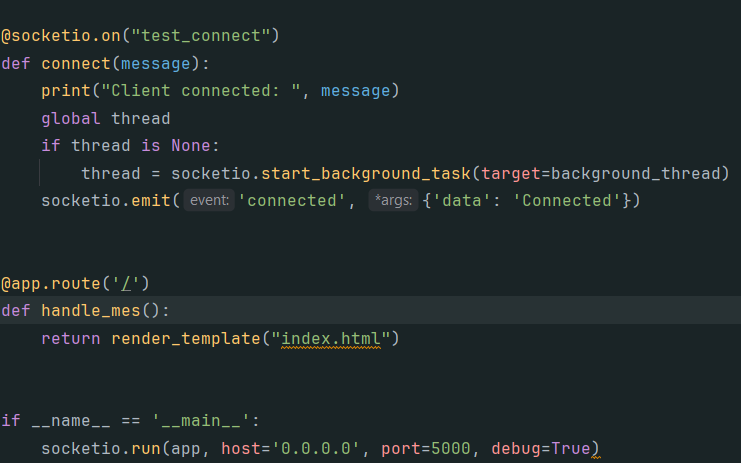 @socketio.on("test_connect")
def connect(message):
    print("Client connected: ", message)
    global thread
    if thread is None:
        thread = socketio.start_background_task(target=background_thread)
    socketio.emit( event: 'connected', *args: {'data': 'Connected'})
@app.route('/')
def handle_mes():
    return render_template("index.html")
if __name__ == '__main__':
    socketio.run(app, host='0.0.0.0', port=5000, debug=True)